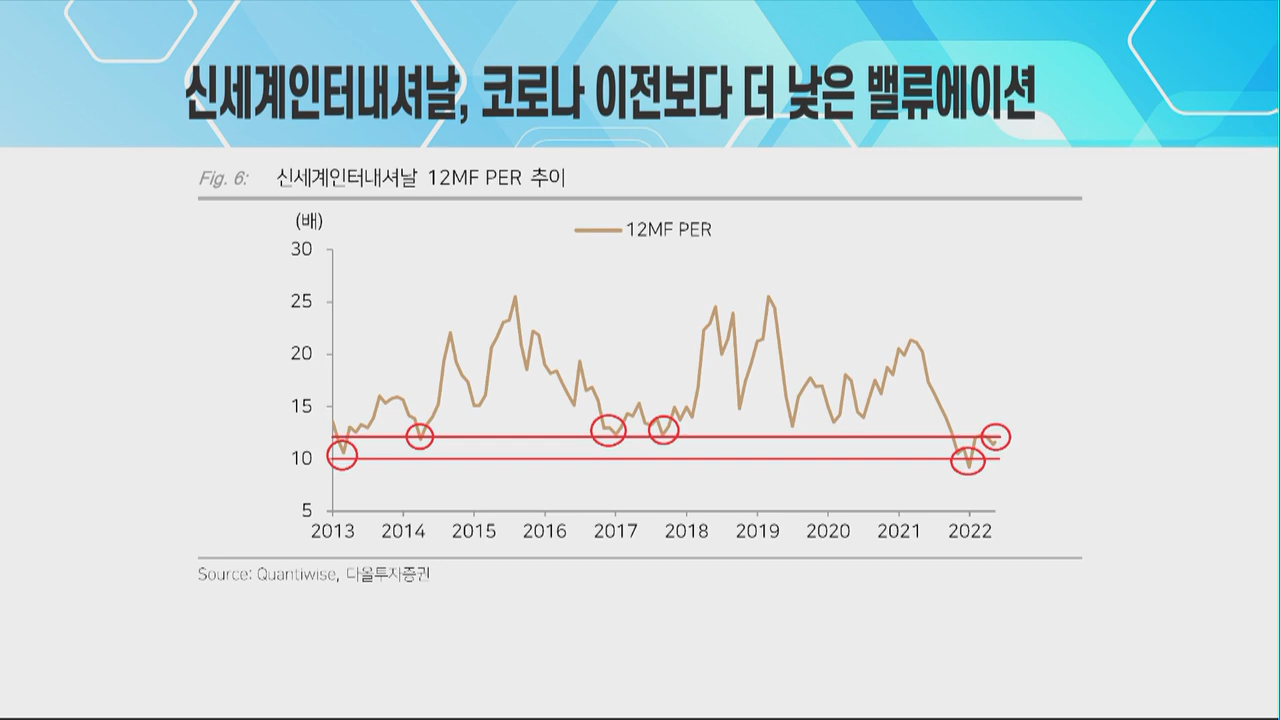 신세계인터내셔날, 코로나 이전보다 더 낮은 밸류에이션
Fig. 6: 신세계인터내셔날 12MF PER 추이
(배)
12MF PER
30
25
20
15
10
5
2013 2014 2015 2016 2017 2018 2019 2020 2021 2022
Source: Quantiwise, 다올투자증권